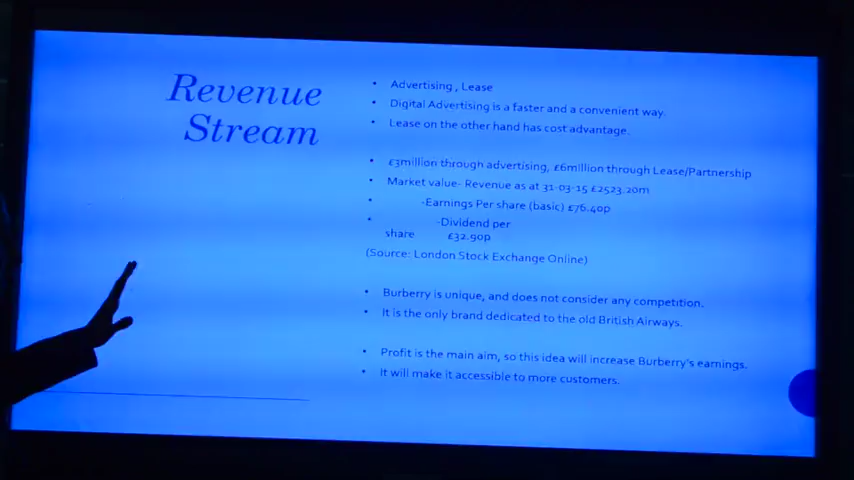 Revenue
Stream
• Advertising , Lease
• Digital Advertising is a faster and a convenient way.
• Lease on the other hand has cost advantage.
• £3million through advertising, £6million through Lease/Partnership
• Market value- Revenue as at 31-03-15 £2523.20m
• -Earnings Per share (basic) £76.40p
• -Dividend per
share £32.90p
(Source: London Stock Exchange Online)
• Burberry is unique, and does not consider any competition.
• It is the only brand dedicated to the old British Airways.
• Profit is the main aim, so this idea will increase Burberry's earnings.
• It will make it accessible to more customers.